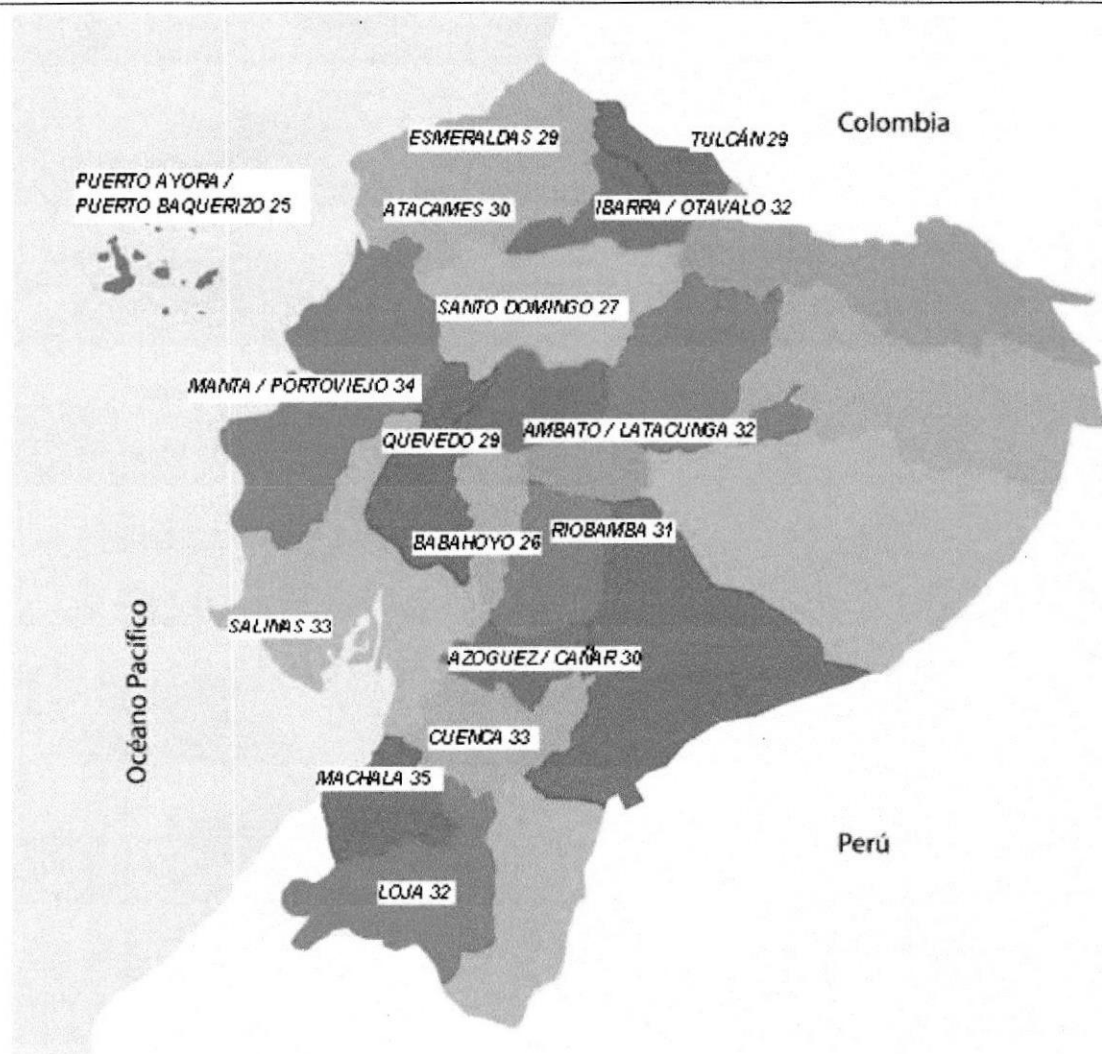 Colombia
ESMERALDAS 29
TULCÁN 29
PUERTO AYORA /
PUERTO BAQUERIZO 25
ATACAMES 30
IBARRA / OTAVALO 32
SANTO DOMINGO 27
MANTA / PORTOVIEJO 34
QUEVEDO 29
AMBATO / LATACUNGA 32
BABAHOYO 26
RIOBAMBA 31
Océano Pacífico
SALINAS 33
AZOGUEZ / CAÑAR 30
CUENCA 33
MACHALA 35
Perú
LOJA 32